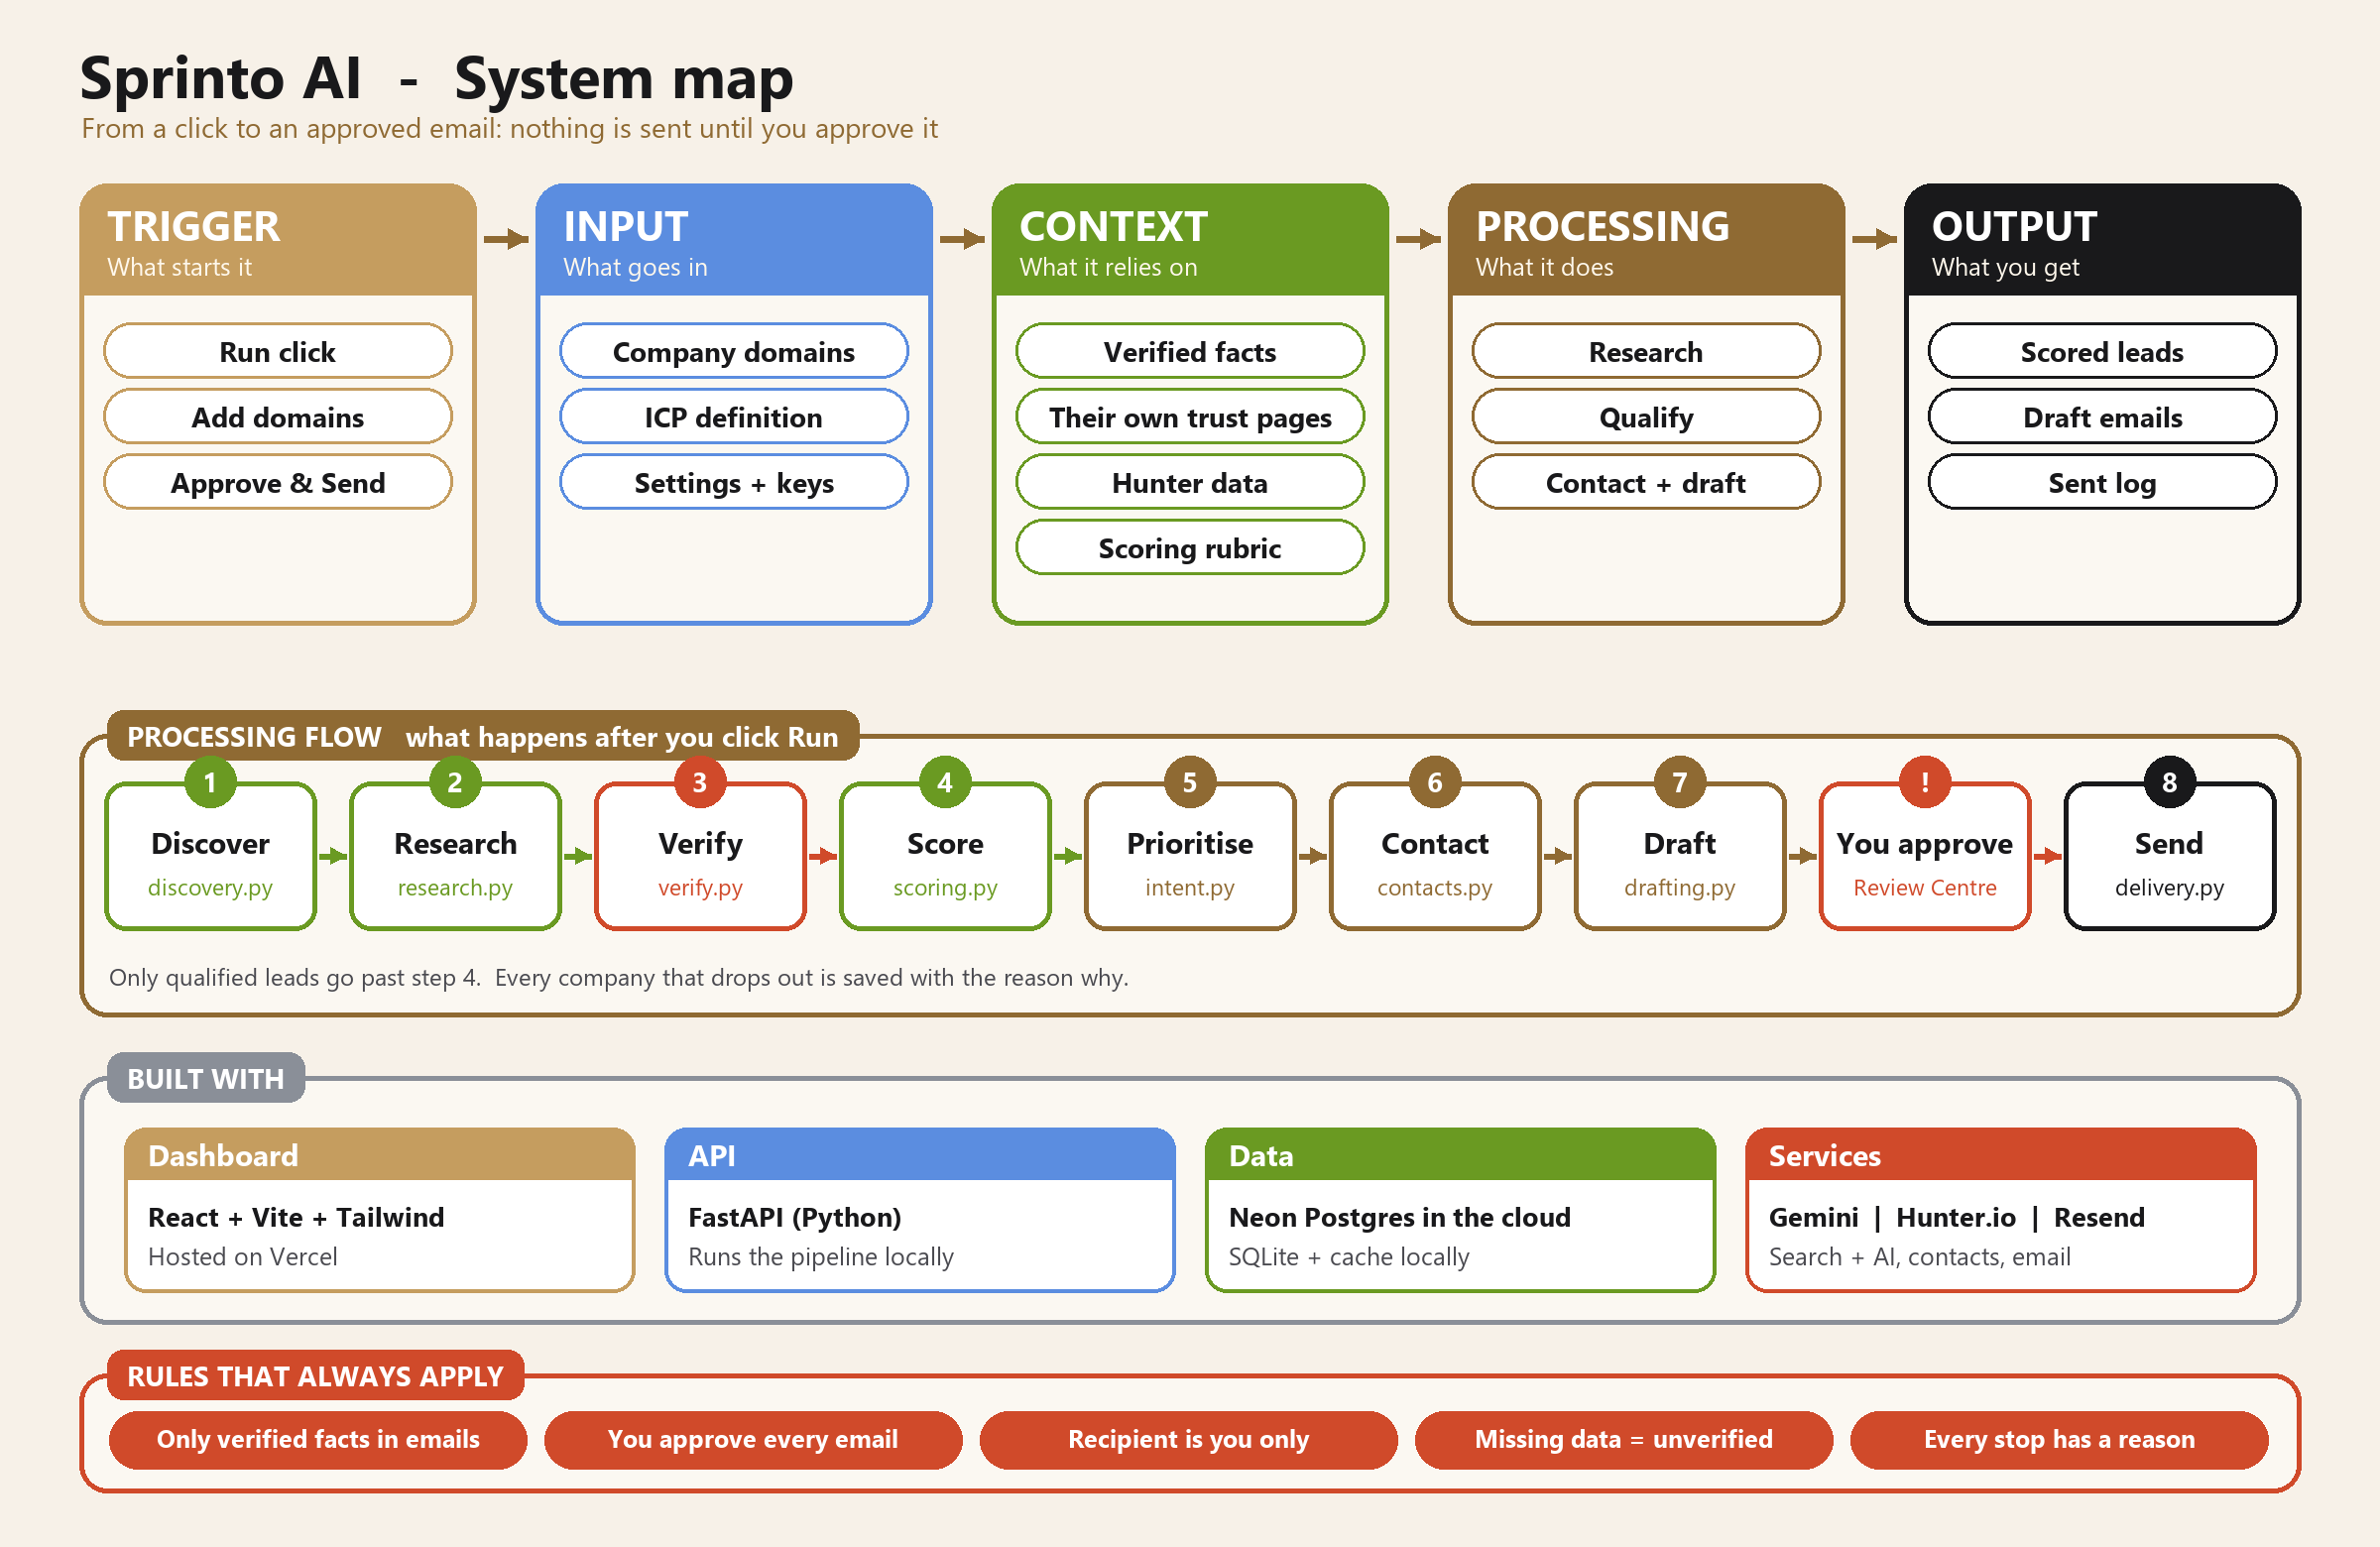 Sprinto AI - System map
From a click to an approved email: nothing is sent until you approve it
TRIGGER
What starts it
Run click
Add domains
Approve & Send
INPUT
What goes in
Company domains
ICP definition
Settings + keys
CONTEXT
What it relies on
Verified facts
Their own trust pages
Hunter data
Scoring rubric
PROCESSING
What it does
Research
Qualify
Contact + draft
OUTPUT
What you get
Scored leads
Draft emails
Sent log
PROCESSING FLOW what happens after you click Run
1
Discover
discovery.py
2
Research
research.py
3
Verify
verify.py
4
Score
scoring.py
5
Prioritise
intent.py
6
Contact
contacts.py
7
Draft
drafting.py
!
You approve
Review Centre
8
Send
delivery.py
Only qualified leads go past step 4. Every company that drops out is saved with the reason why.
BUILT WITH
Dashboard
React + Vite + Tailwind
Hosted on Vercel
API
FastAPI (Python)
Runs the pipeline locally
Data
Neon Postgres in the cloud
SQLite + cache locally
Services
Gemini | Hunter.io | Resend
Search + AI, contacts, email
RULES THAT ALWAYS APPLY
Only verified facts in emails
You approve every email
Recipient is you only
Missing data = unverified
Every stop has a reason